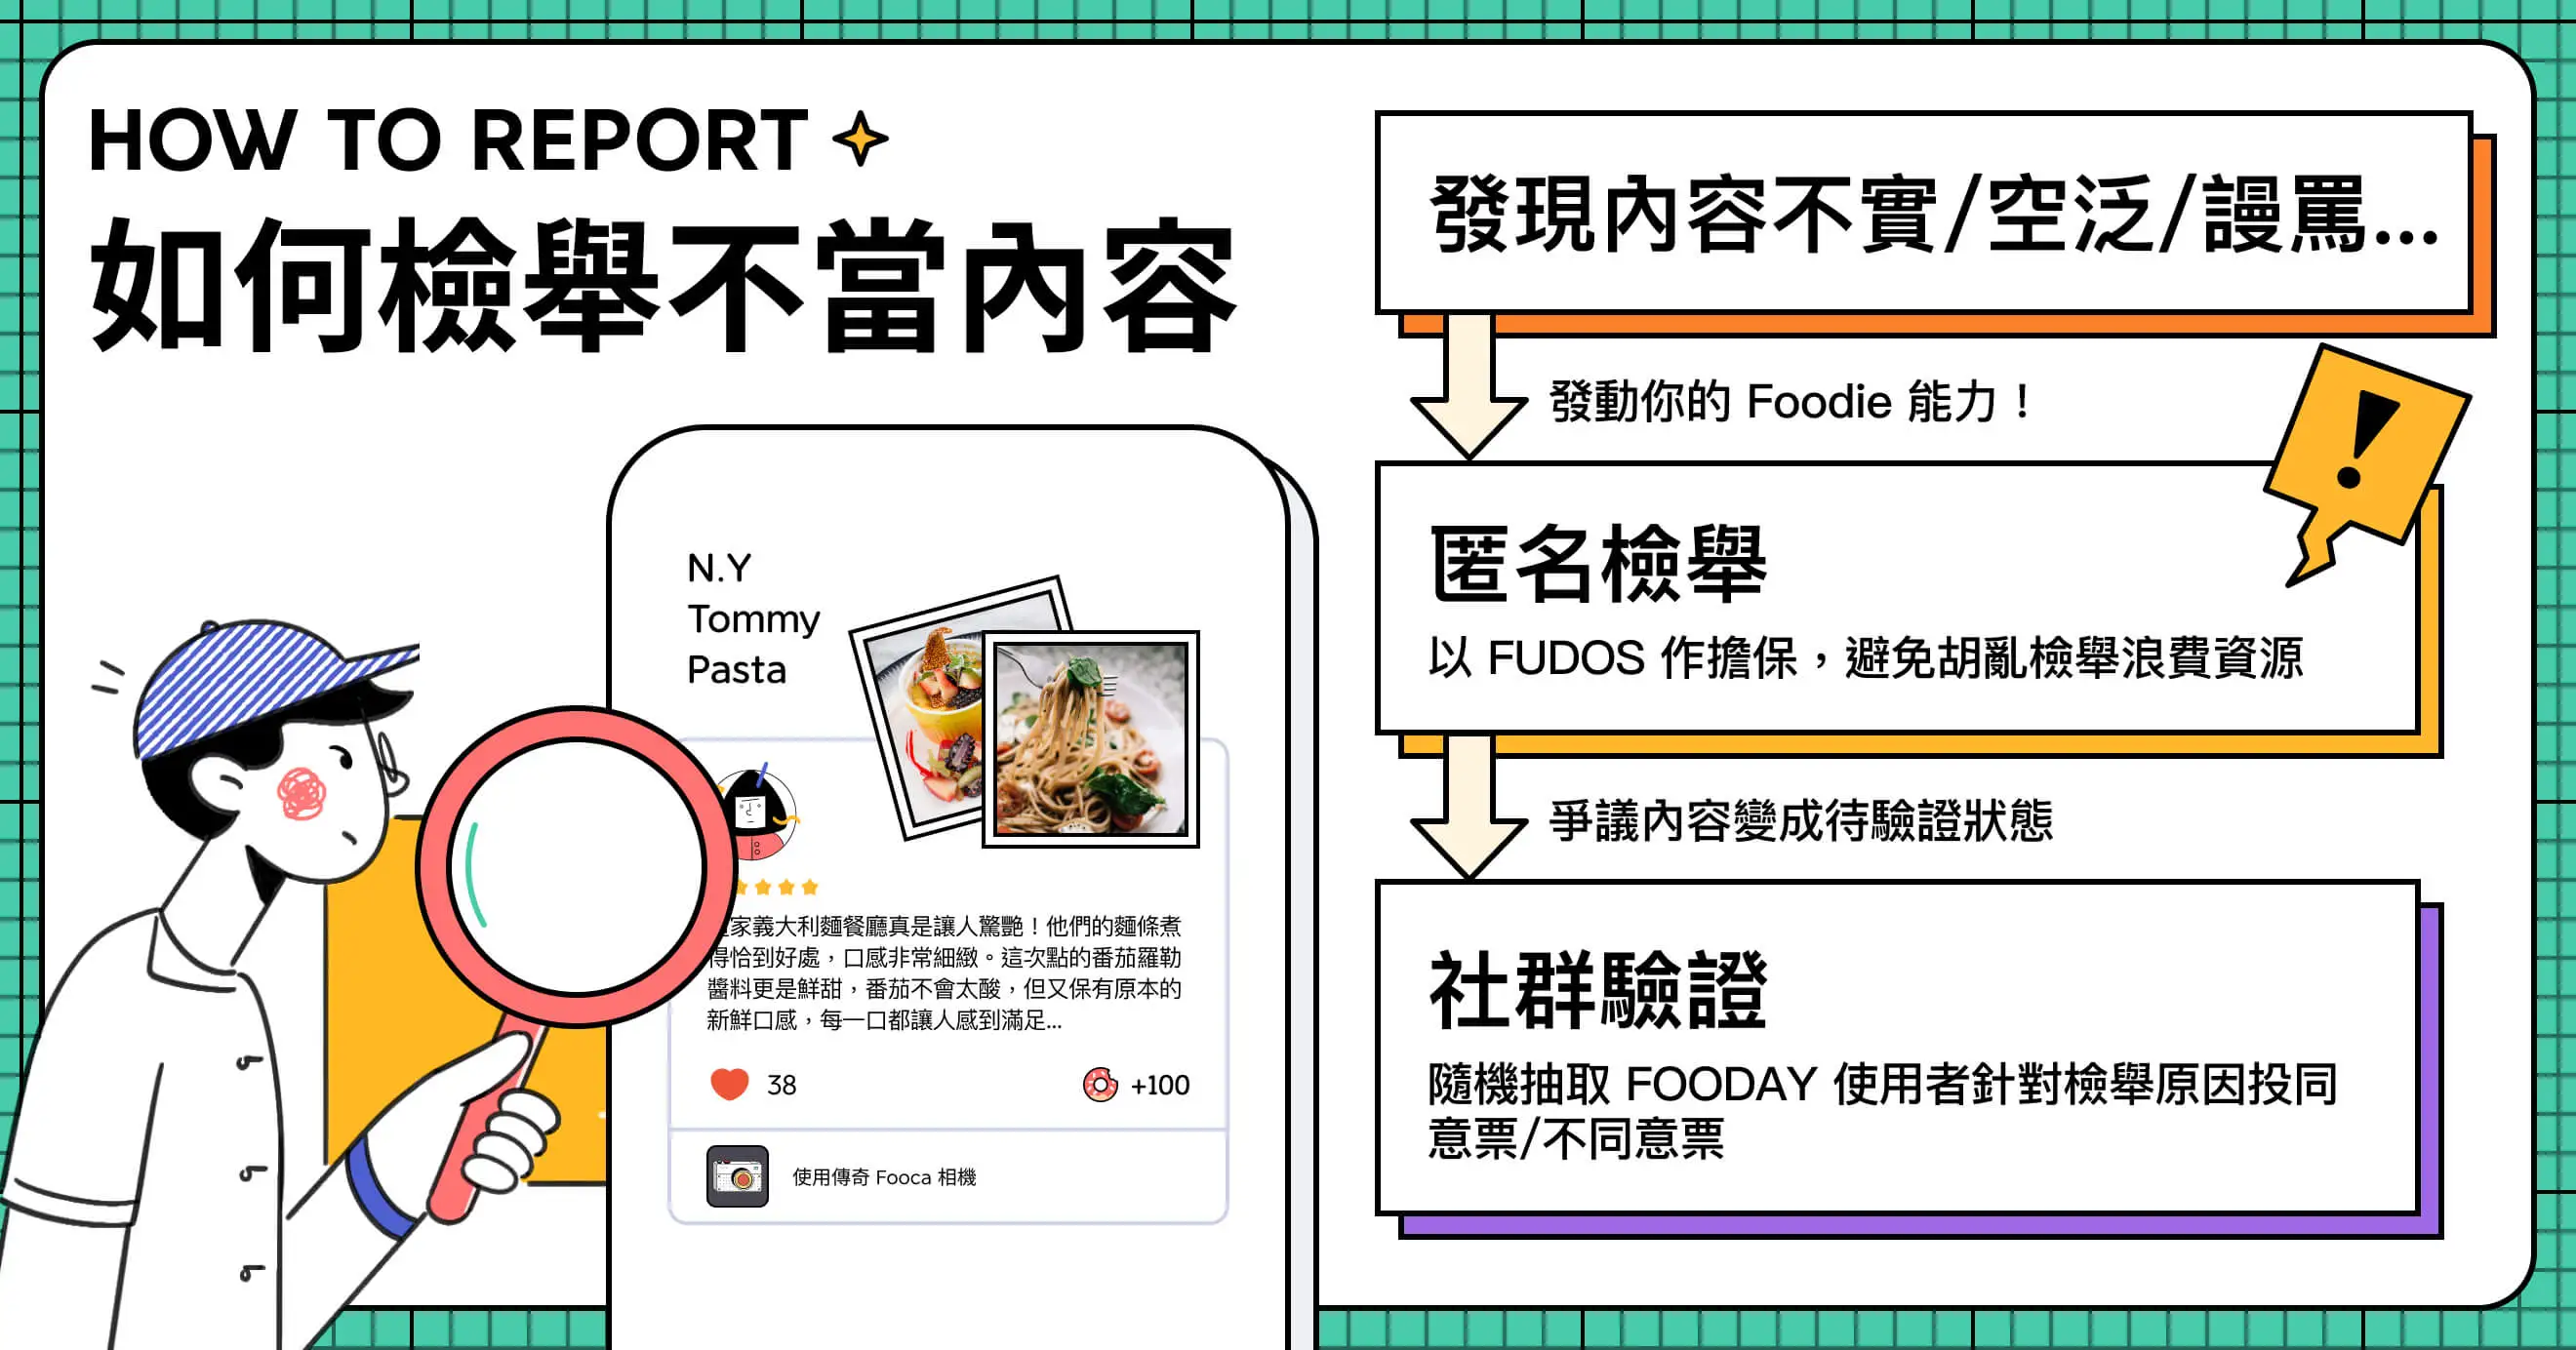 HOW TO REPORT
如何檢舉不當內容
N.Y
Tommy
Pasta
家義大利麵餐廳真是讓人驚艷！他們的麵條煮
得恰到好處，口感非常細緻。這次點的番茄羅勒
醬料更是鮮甜，番茄不會太酸，但又保有原本的
新鮮口感，每一口都讓人感到滿足...
38
+100
使用傳奇 Fooca 相機
發現內容不實/空泛/謾罵...
發動你的 Foodie 能力！
!
匿名檢舉
以 FUDOS 作擔保，避免胡亂檢舉浪費資源
爭議內容變成待驗證狀態
社群驗證
隨機抽取 FOODAY 使用者針對檢舉原因投同
意票/不同意票